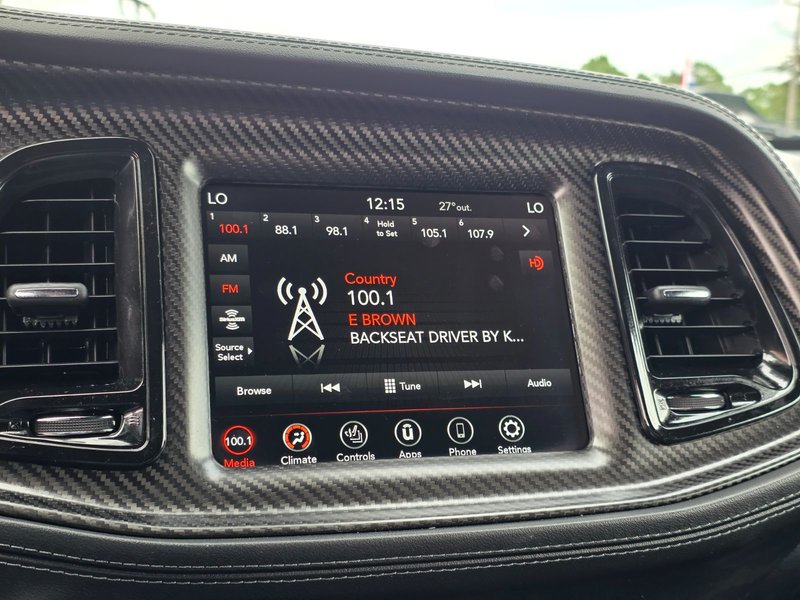 LO 12:15 27°out. LO
1 100.1 2 88.1 3 98.1 4 Hold to Set 5 105.1 6 107.9
AM
HD
FM
Country
100.1
SiriusXM
E BROWN
BACKSEAT DRIVER BY K...
Source
Select
Browse Tune Audio
100.1
Media Climate Controls Apps Phone Settings